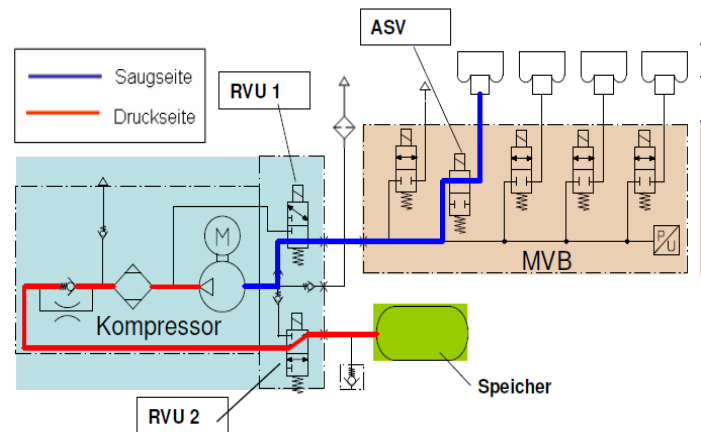 ASV
Saugseite
Druckseite
RVU 1
M
P
U
MVB
Kompressor
Speicher
RVU 2